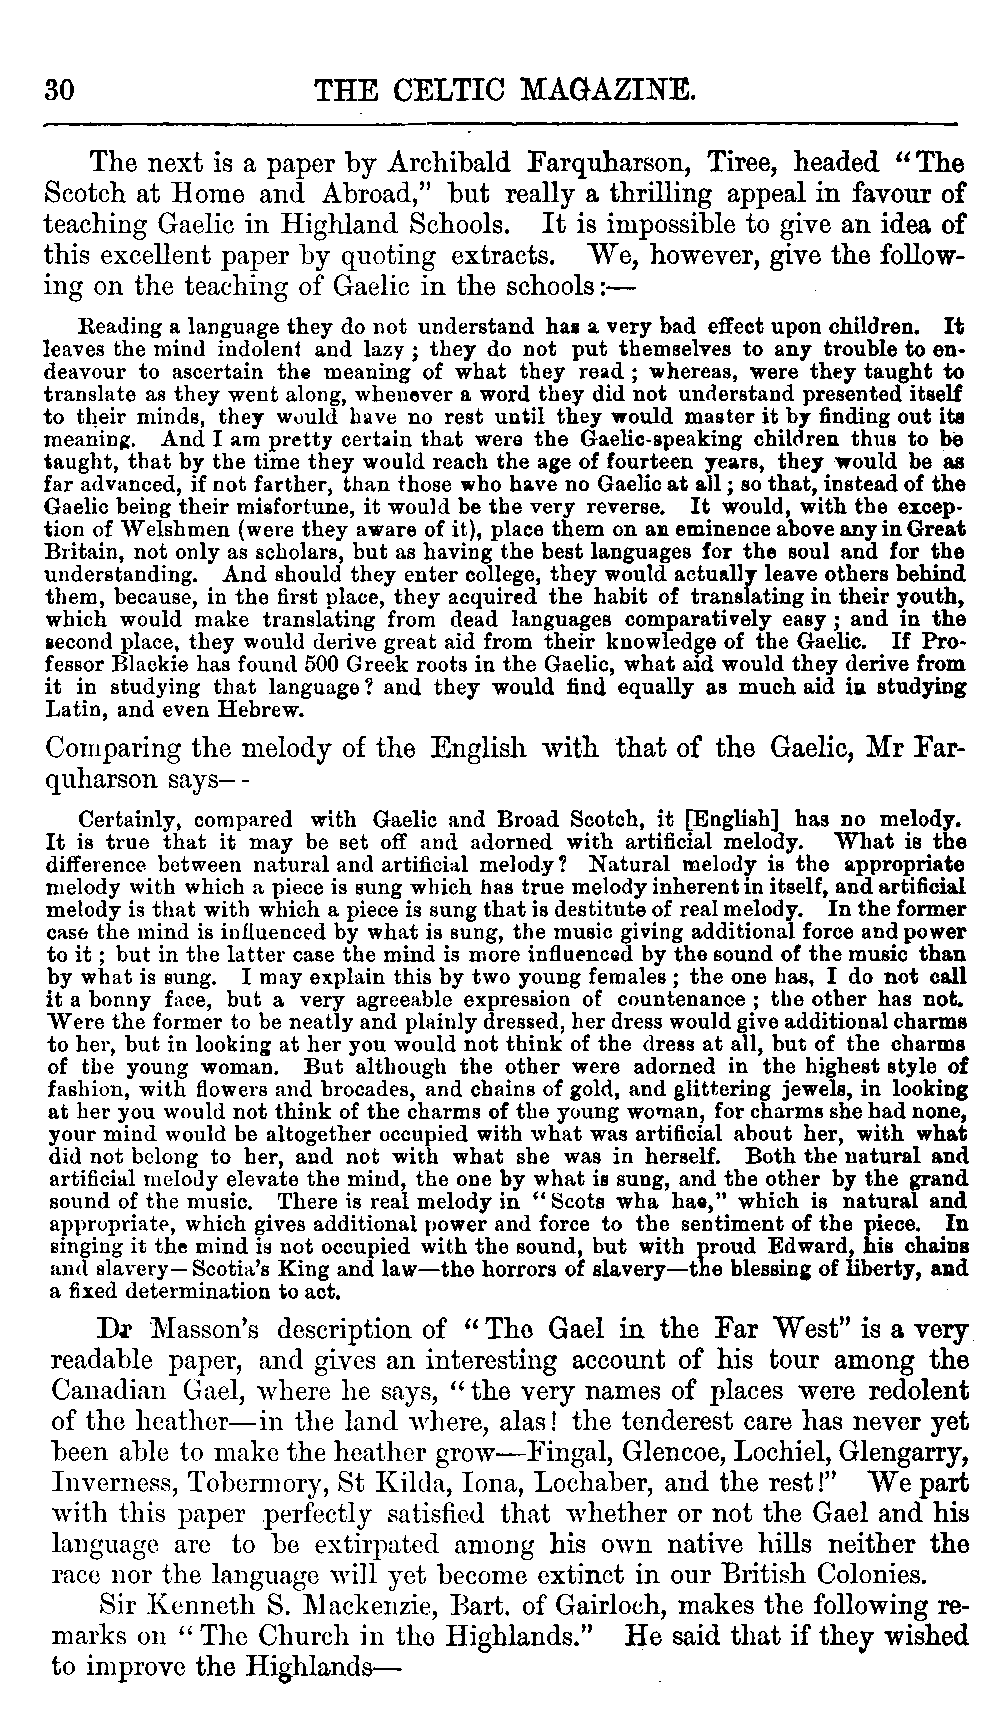 30 THE CELTIC MAGAZINE.
The next is a paper by Archibald Farquharson, Tiree, headed “The
Scotch at Home and Abroad,” but really a thrilling appeal in favour of
teaching Gaelic in Highland Schools. It is impossible to give an idea of
this excellent paper by quoting extracts. We, however, give the follow-
ing on the teaching of Gaelic in the schools:—
Reading a language they do not understand has a very bad effect upon children. It
leaves the mind indolent and lazy; they do not put themselves to any trouble to en-
deavour to ascertain the meaning of what they read; whereas, were they taught to
translate as they went along, whenever a word they did not understand presented itself
to their minds, they would have no rest until they would master it by finding out its
meaning. And I am pretty certain that were the Gaelic-speaking children thus to be
taught, that by the time they would reach the age of fourteen years, they would be as
far advanced, if not farther, than those who have no Gaelic at all; so that, instead of the
Gaelic being their misfortune, it would be the very reverse. It would, with the excep-
tion of Welshmen (were they aware of it), place them on an eminence above any in Great
Britain, not only as scholars, but as having the best languages for the soul and for the
understanding. And should they enter college, they would actually leave others behind
them, because, in the first place, they acquired the habit of translating in their youth,
which would make translating from dead languages comparatively easy; and in the
second place, they would derive great aid from their knowledge of the Gaelic. If Pro-
fessor Blackie has found 500 Greek roots in the Gaelic, what aid would they derive from
it in studying that language? and they would find equally as much aid in studying
Latin, and even Hebrew.
Comparing the melody of the English with that of the Gaelic, Mr Far-
quharson says--
Certainly, compared with Gaelic and Broad Scotch, it [English] has no melody.
It is true that it may be set off and adorned with artificial melody. What is the
difference between natural and artificial melody? Natural melody is the appropriate
melody with which a piece is sung which has true melody inherent in itself, and artificial
melody is that with which a piece is sung that is destitute of real melody. In the former
case the mind is influenced by what is sung, the music giving additional force and power
to it; but in the latter case the mind is more influenced by the sound of the music than
by what is sung. I may explain this by two young females; the one has, I do not call
it a bonny face, but a very agreeable expression of countenance; the other has not.
Were the former to be neatly and plainly dressed, her dress would give additional charms
to her, but in looking at her you would not think of the dress at all, but of the charms
of the young woman. But although the other were adorned in the highest style of
fashion, with flowers and brocades, and chains of gold, and glittering jewels, in looking
at her you would not think of the charms of the young woman, for charms she had none,
your mind would be altogether occupied with what was artificial about her, with what
did not belong to her, and not with what she was in herself. Both the natural and
artificial melody elevate the mind, the one by what is sung, and the other by the grand
sound of the music. There is real melody in “Scots wha hae,” which is natural and
appropriate, which gives additional power and force to the sentiment of the piece. In
singing it the mind is not occupied with the sound, but with proud Edward, his chains
and slavery—Scotia's King and law—the horrors of slavery—the blessing of liberty, and
a fixed determination to act.
Dr Masson's description of “The Gael in the Far West” is a very
readable paper, and gives an interesting account of his tour among the
Canadian Gael, where he says, “the very names of places were redolent
of the heather—in the land where, alas! the tenderest care has never yet
been able to make the heather grow—Fingal, Glencoe, Lochiel, Glengarry,
Inverness, Tobermory, St Kilda, Iona, Lochaber, and the rest!” We part
with this paper perfectly satisfied that whether or not the Gael and his
language are to be extirpated among his own native hills neither the
race nor the language will yet become extinct in our British Colonies.
Sir Kenneth S. Mackenzie, Bart. of Gairloch, makes the following re-
marks on “The Church in the Highlands.” He said that if they wished
to improve the Highlands—